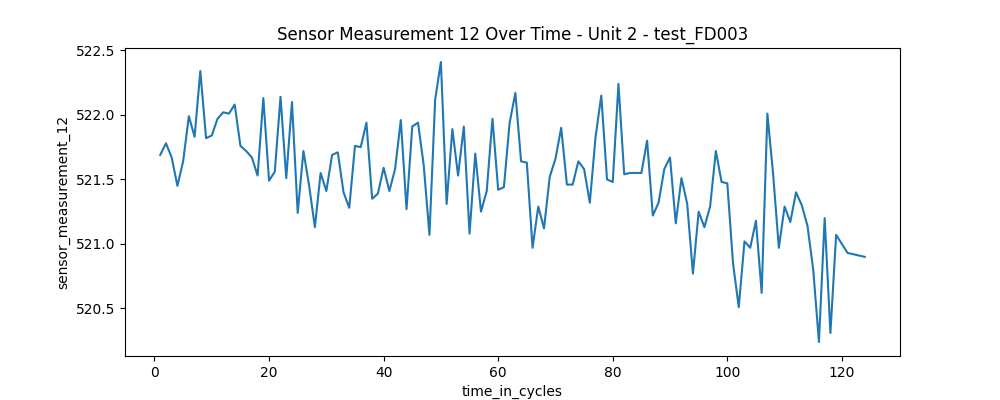 Sensor Measurement 12 Over Time - Unit 2 - test_FD003
522.5
522.0
521.5
521.0
520.5
sensor_measurement_12
0 20 40 60 80 100 120
time_in_cycles